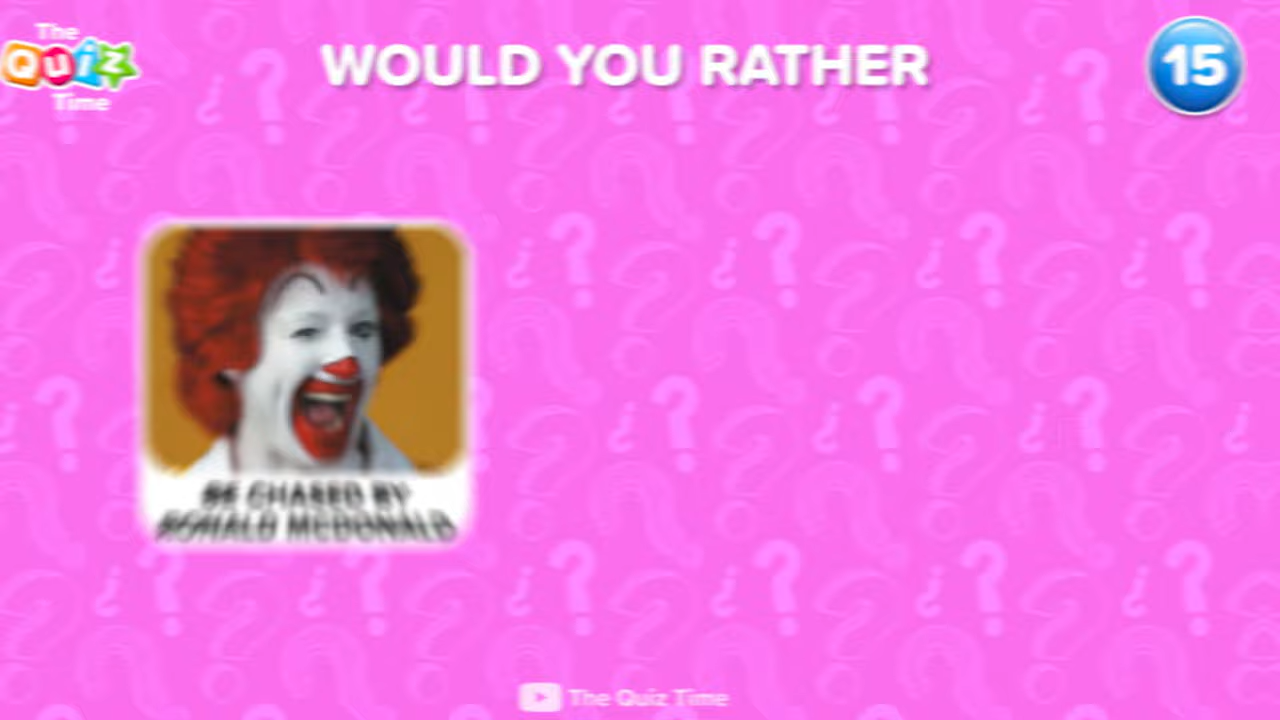 The
QUIZ
Time
WOULD YOU RATHER
15
BE CHASED BY
RONALD MCDONALD
The Quiz Time